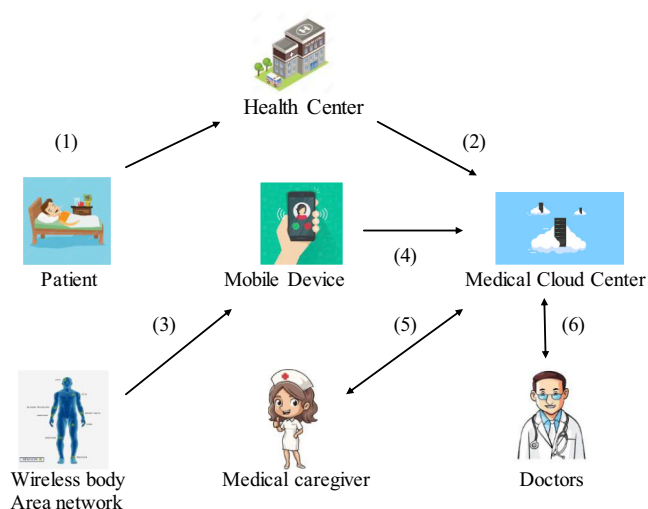 Health Center
(1)
(2)
Patient
Mobile Device
(4)
Medical Cloud Center
(3)
(5)
(6)
Wireless body
Area network
Medical caregiver
Doctors